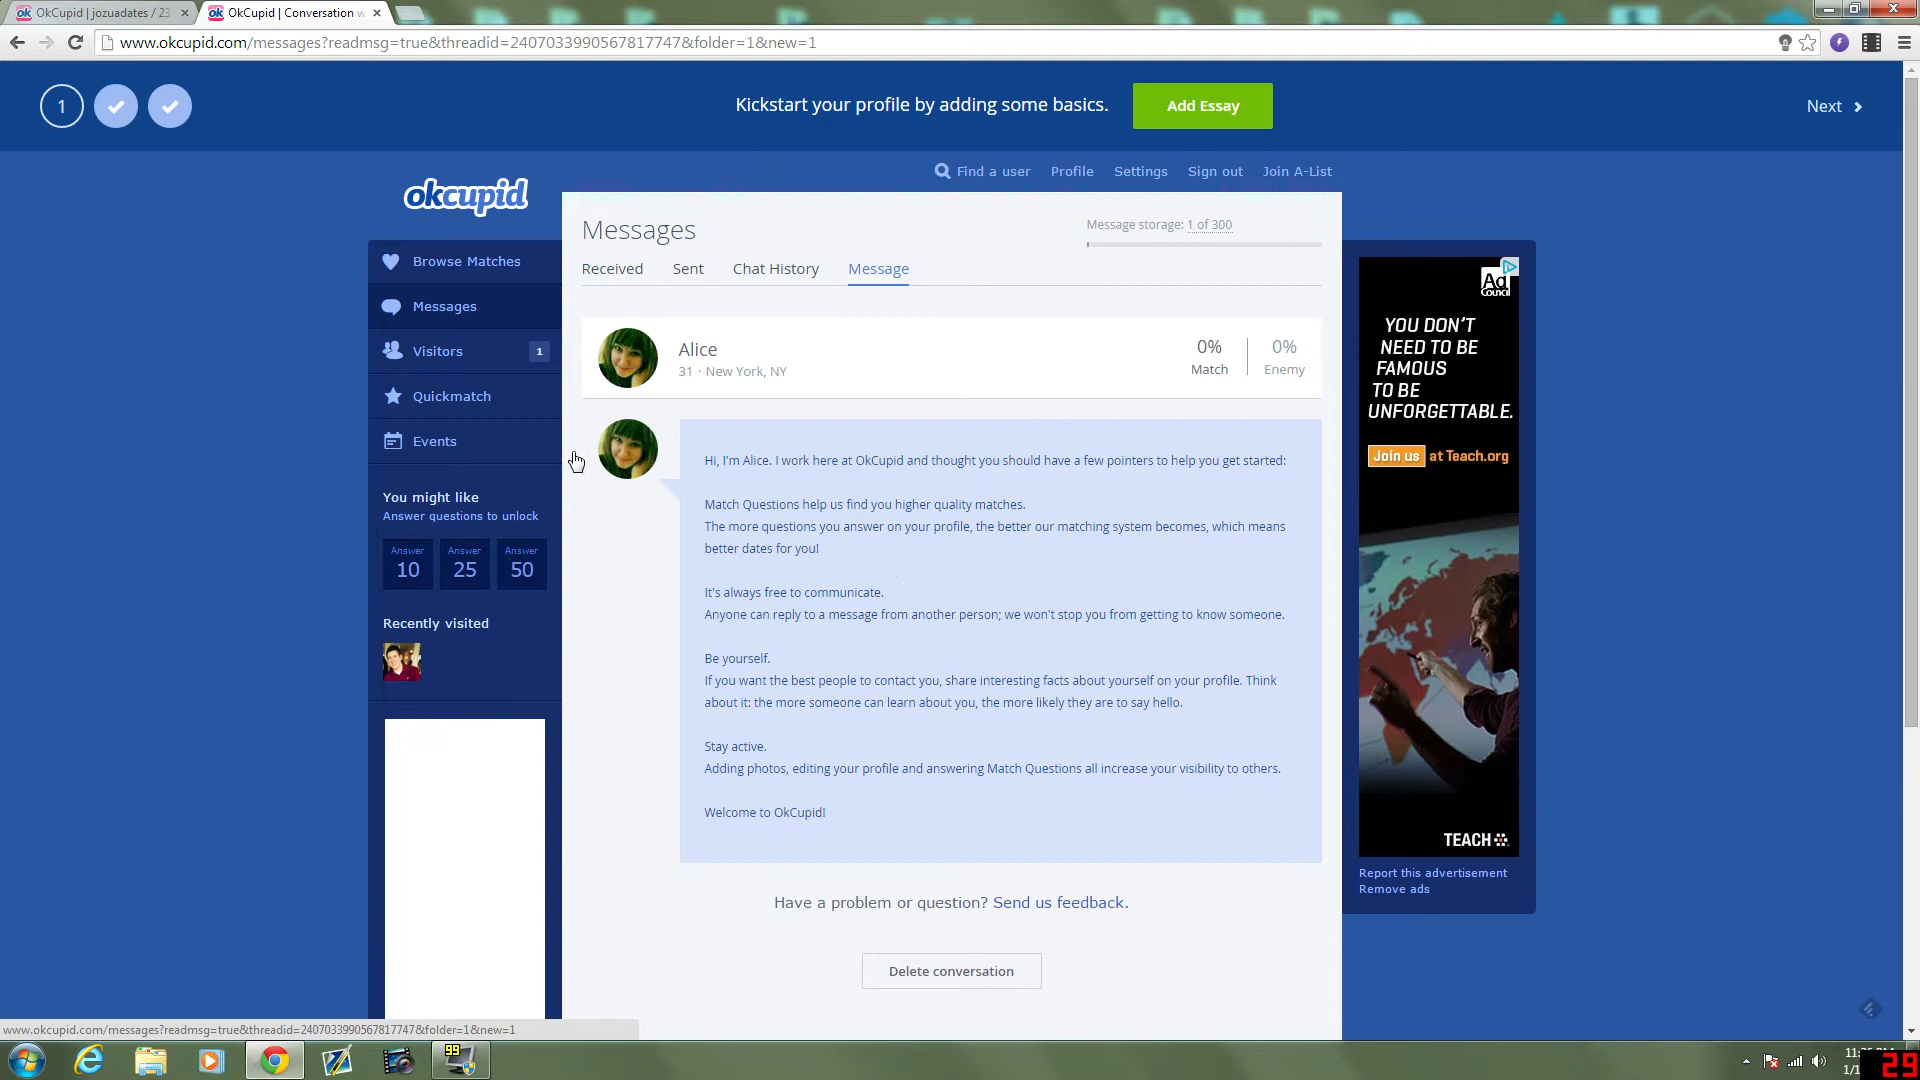 OkCupid | jozuadates / 23
OkCupid | Conversation w
www.okcupid.com/messages?readmsg=true&threadid=2407033990567817747&folder=1&new=1
1
Kickstart your profile by adding some basics.
Add Essay
Next
Find a user
Profile
Settings
Sign out
Join A-List
okcupid
Browse Matches
Messages
Visitors
1
Quickmatch
Events
You might like
Answer questions to unlock
Answer
10
Answer
25
Answer
50
Recently visited
Messages
Message storage: 1 of 300
Received
Sent
Chat History
Message
Alice
31 · New York, NY
0%
Match
0%
Enemy
Hi, I'm Alice. I work here at OkCupid and thought you should have a few pointers to help you get started:
Match Questions help us find you higher quality matches.
The more questions you answer on your profile, the better our matching system becomes, which means
better dates for you!
It's always free to communicate.
Anyone can reply to a message from another person; we won't stop you from getting to know someone.
Be yourself.
If you want the best people to contact you, share interesting facts about yourself on your profile. Think
about it: the more someone can learn about you, the more likely they are to say hello.
Stay active.
Adding photos, editing your profile and answering Match Questions all increase your visibility to others.
Welcome to OkCupid!
Have a problem or question? Send us feedback.
Delete conversation
Ad
Council
YOU DON'T
NEED TO BE
FAMOUS
TO BE
UNFORGETTABLE.
Join us at Teach.org
TEACH
Report this advertisement
Remove ads
www.okcupid.com/messages?readmsg=true&threadid=2407033990567817747&folder=1&new=1
99
29